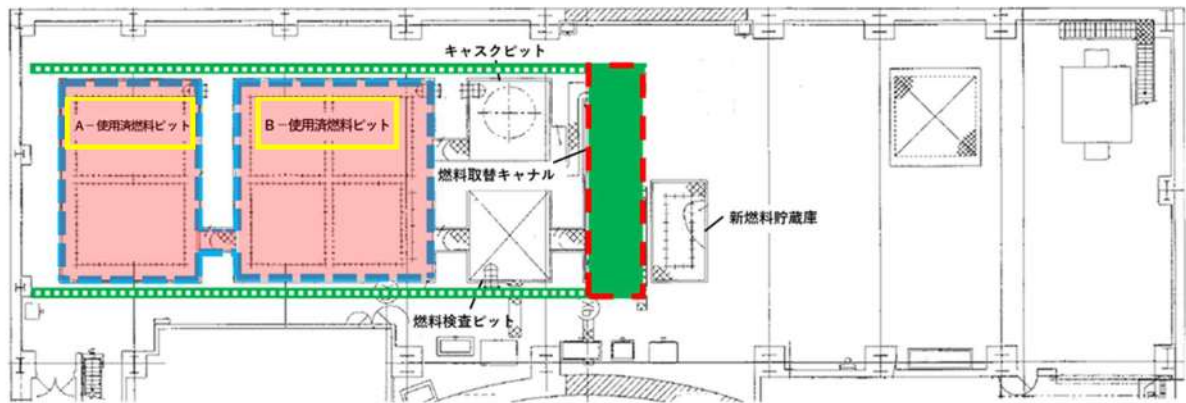 キャスクピット
A－使用済燃料ピット
B－使用済燃料ピット
燃料取替キャナル
新燃料貯蔵庫
燃料検査ピット